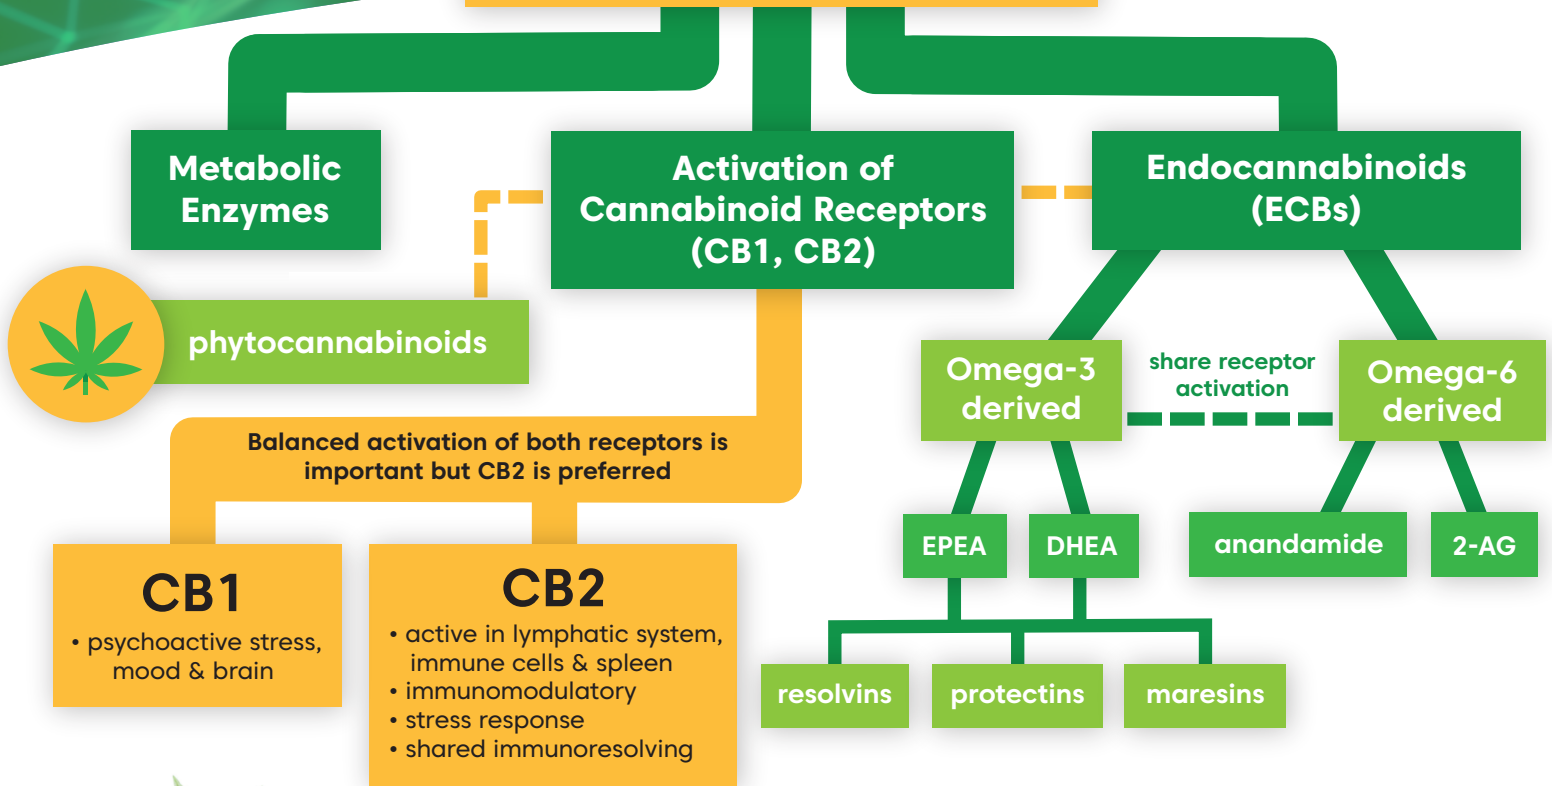 Metabolic
Enzymes
Activation of
Cannabinoid Receptors
(CB1, CB2)
Endocannabinoids
(ECBs)
phytocannabinoids
Omega-3
derived
share receptor
activation
Omega-6
derived
Balanced activation of both receptors is
important but CB2 is preferred
EPEA
DHEA
anandamide
2-AG
CB1
• psychoactive stress,
mood & brain
CB2
• active in lymphatic system,
immune cells & spleen
• immunomodulatory
• stress response
• shared immunoresolving
resolvins
protectins
maresins